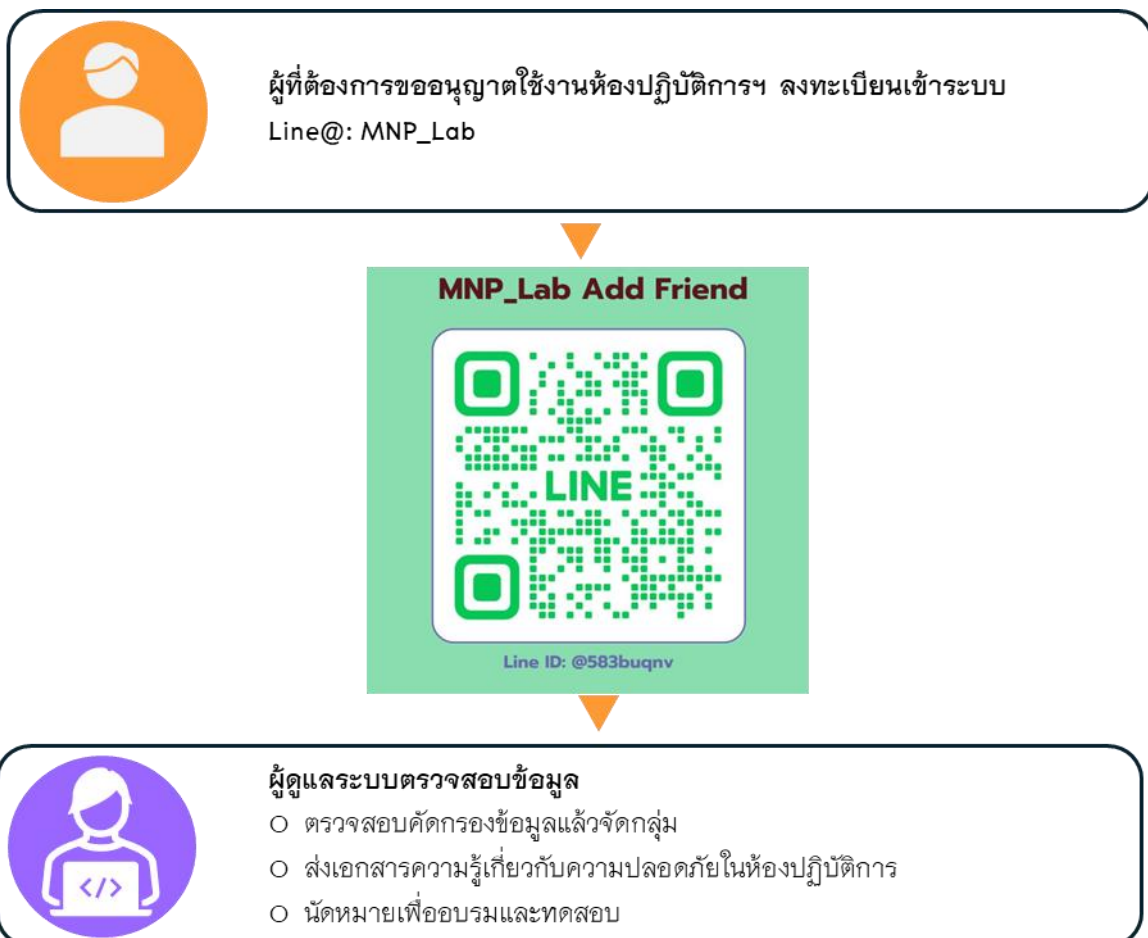 ผู้ที่ต้องการขออนุญาตใช้งานห้องปฏิบัติการฯ ลงทะเบียนเข้าระบบ
Line@: MNP_Lab
MNP_Lab Add Friend
LINE
Line ID: @583buqnv
ผู้ดูแลระบบตรวจสอบข้อมูล
O ตรวจสอบคัดกรองข้อมูลแล้วจัดกลุ่ม
O ส่งเอกสารความรู้เกี่ยวกับความปลอดภัยในห้องปฏิบัติการ
</>
O นัดหมายเพื่ออบรมและทดสอบ